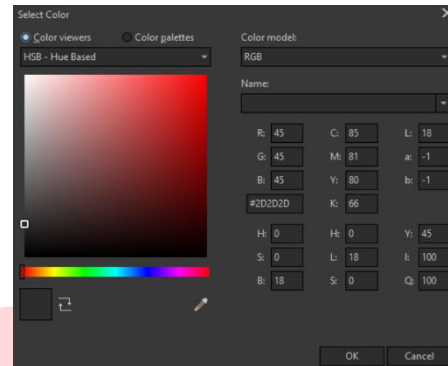 Select Color
Color viewers Color palettes
HSB - Hue Based
Color model:
RGB
Name:
R: 45 C: 85 L: 18
G: 45 M: 81 a: -1
B: 45 Y: 80 b: -1
#2D2D2D K: 66
H: 0 H: 0 Y: 45
S: 0 L: 18 I: 100
B: 18 S: 0 Q: 100
OK Cancel